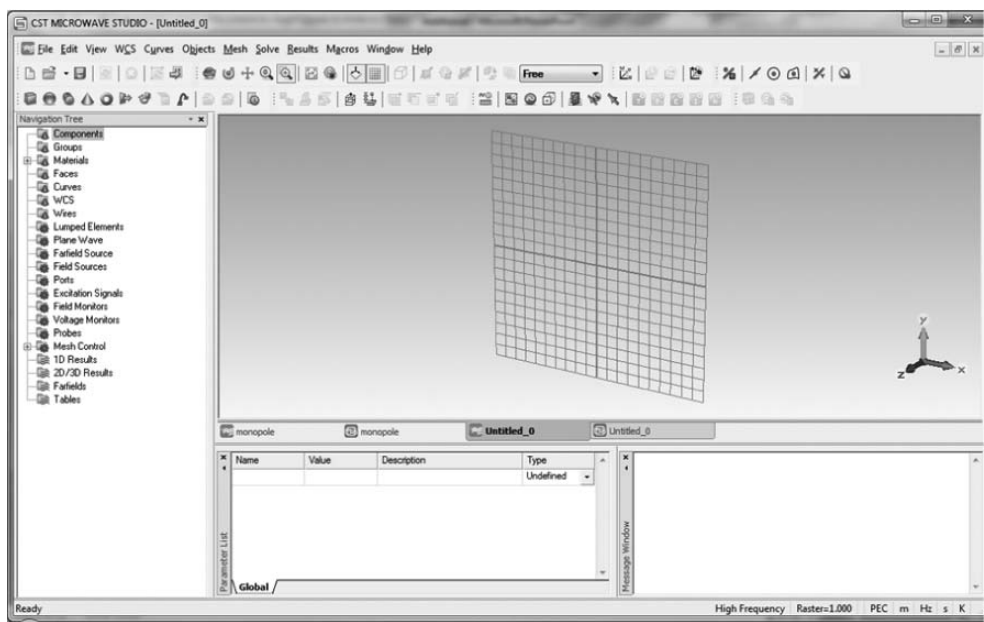 CST MICROWAVE STUDIO - [Untitled_0]
File Edit View WCS Curves Objects Mesh Solve Results Macros Window Help
Free
Navigation Tree
Components
Groups
Materials
Faces
Curves
WCS
Wires
Lumped Elements
Plane Wave
Farfield Source
Field Sources
Ports
Excitation Signals
Field Monitors
Voltage Monitors
Probes
Mesh Control
1D Results
2D/3D Results
Farfields
Tables
y
z x
monopole monopole Untitled_0 Untitled_0
Name Value Description Type
Undefined
Parameter List
Global
Message Window
Ready High Frequency Raster=1.000 PEC m Hz s K